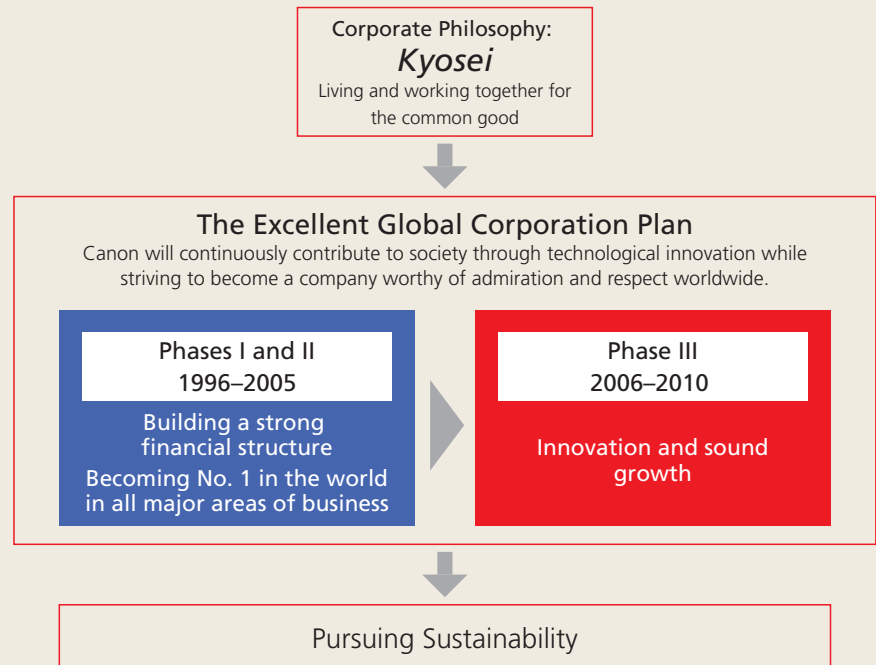 Corporate Philosophy:
Kyosei
Living and working together for
the common good
The Excellent Global Corporation Plan
Canon will continuously contribute to society through technological innovation while
striving to become a company worthy of admiration and respect worldwide.
Phases I and II
1996–2005
Building a strong
financial structure
Becoming No. 1 in the world
in all major areas of business
Phase III
2006–2010
Innovation and sound
growth
Pursuing Sustainability